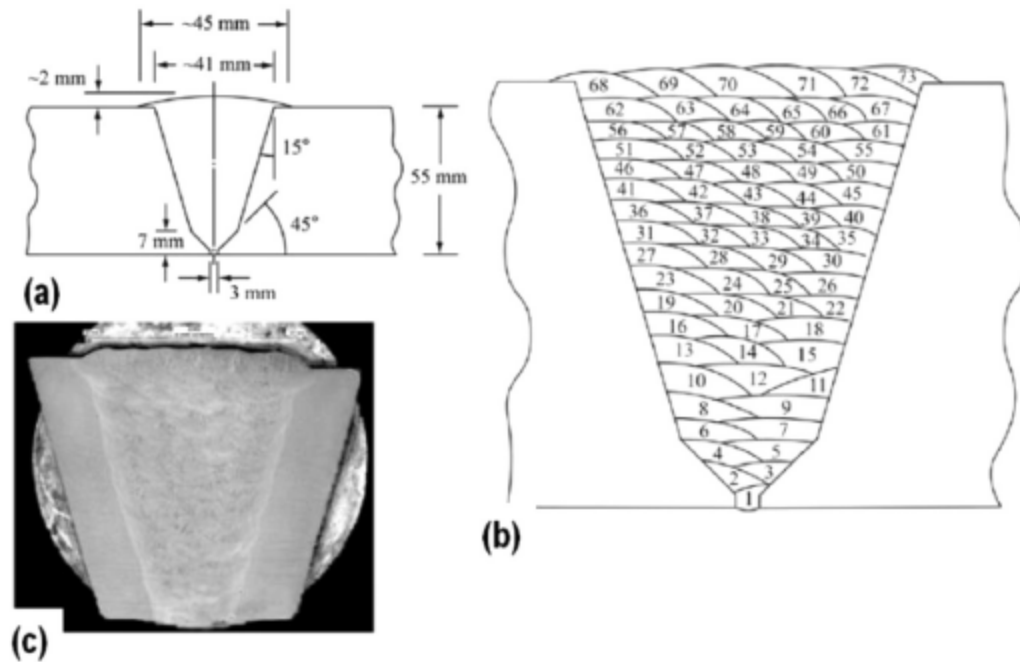 ~45 mm
~41 mm
~2 mm
15°
55 mm
45°
7 mm
3 mm
(a)
68 69 70 71 72 73
62 63 64 65 66 67
56 57 58 59 60 61
51 52 53 54 55
46 47 48 49 50
41 42 43 44 45
36 37 38 39 40
31 32 33 34 35
27 28 29 30
23 24 25 26
19 20 21 22
16 17 18
13 14 15
10 12 11
8 9
6 7
4 5
2 3
1
(b)
(c)